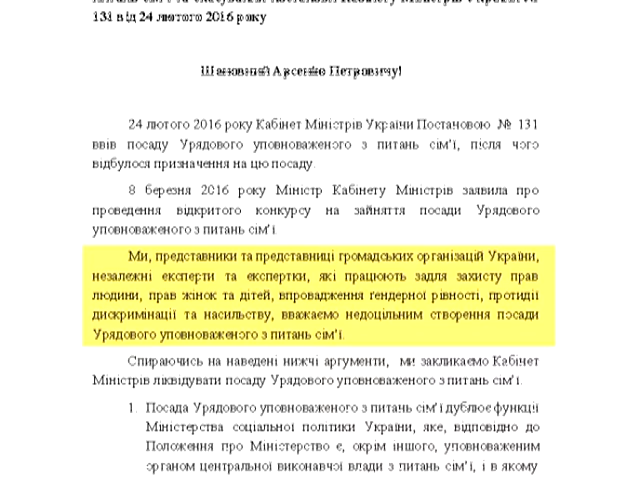 131 від 24 лютого 2016 року
Шановний Арсенію Петровичу!
24 лютого 2016 року Кабінет Міністрів України Постановою № 131
ввів посаду Урядового уповноваженого з питань сім'ї, після чого
відбулося призначення на цю посаду.
8 березня 2016 року Міністр Кабінету Міністрів заявила про
проведення відкритого конкурсу на зайняття посади Урядового
уповноваженого з питань сім'ї
Ми, представники та представниці громадських організацій України,
незалежні експерти та експертки, які працюють задля захисту прав
людини, прав жінок та дітей, впровадження ґендерної рівності, протидії
дискримінації та насильству, вважаємо недоцільним створення посади
Урядового уповноваженого з питань сім'ї.
Спираючись на наведені нижчі аргументи, ми закликаємо Кабінет
Міністрів ліквідувати посаду Урядового уповноваженого з питань сім'ї.
1. Посада Урядового уповноваженого з питань сім'ї дублює функції
Міністерства соціальної політики України, яке, відповідно до
Положення про Міністерство є, окрім іншого, уповноваженим
органом центральної виконавчої влади з питань сім'ї, і в якому